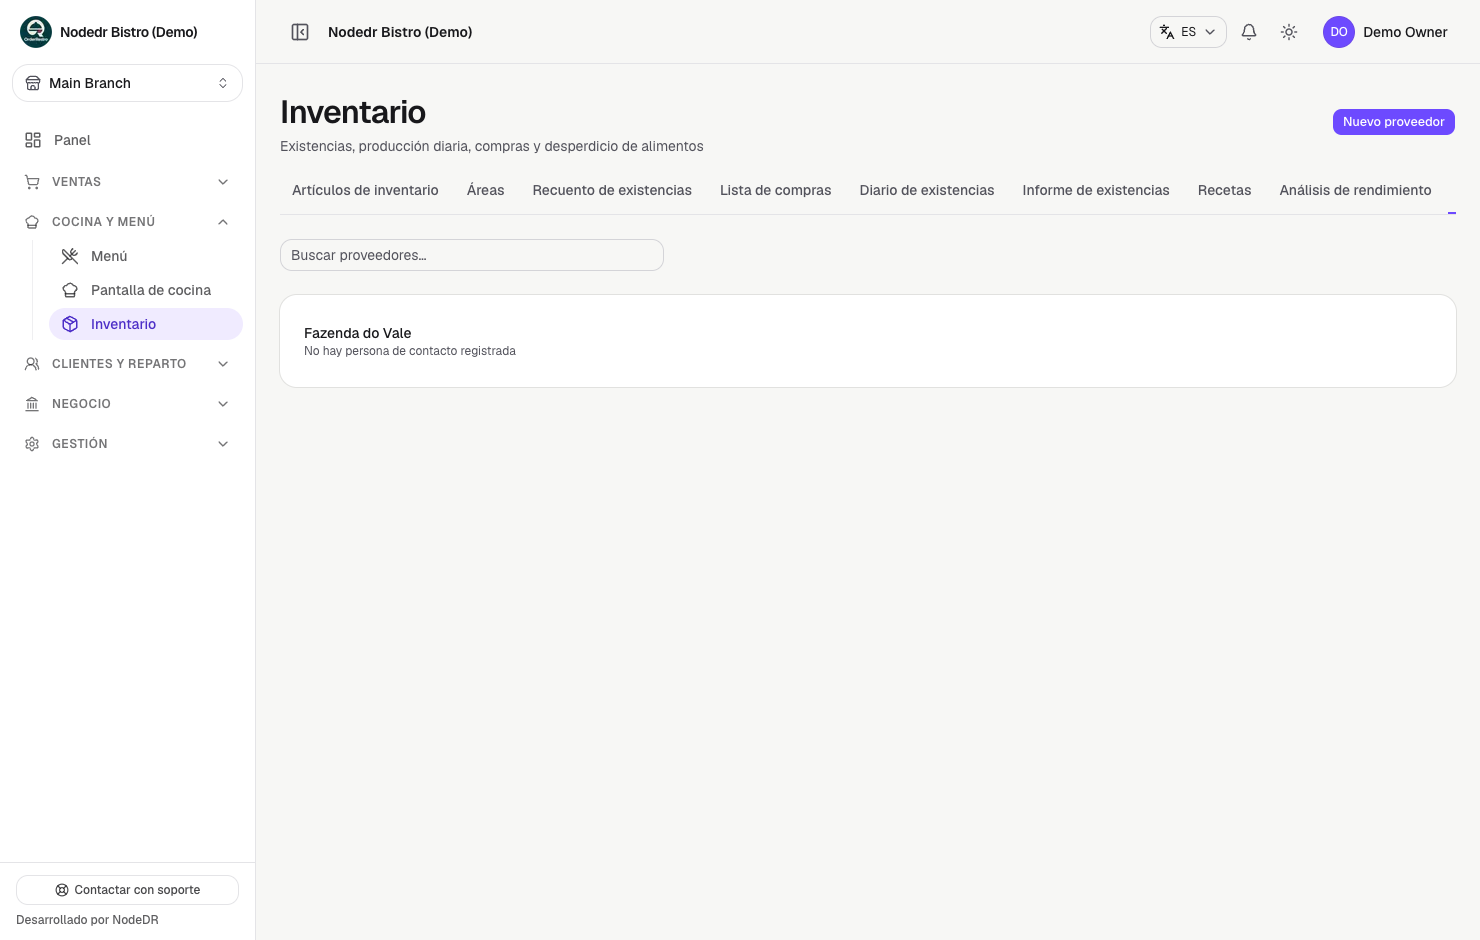 Nodedr Bistro (Demo)
Main Branch
Panel
VENTAS
COCINA Y MENÚ
Menú
Pantalla de cocina
Inventario
CLIENTES Y REPARTO
NEGOCIO
GESTIÓN
Contactar con soporte
Desarrollado por NodeDR
Nodedr Bistro (Demo)
ES
DO
Demo Owner
Inventario
Existencias, producción diaria, compras y desperdicio de alimentos
Nuevo proveedor
Artículos de inventario
Áreas
Recuento de existencias
Lista de compras
Diario de existencias
Informe de existencias
Recetas
Análisis de rendimiento
Buscar proveedores…
Fazenda do Vale
No hay persona de contacto registrada